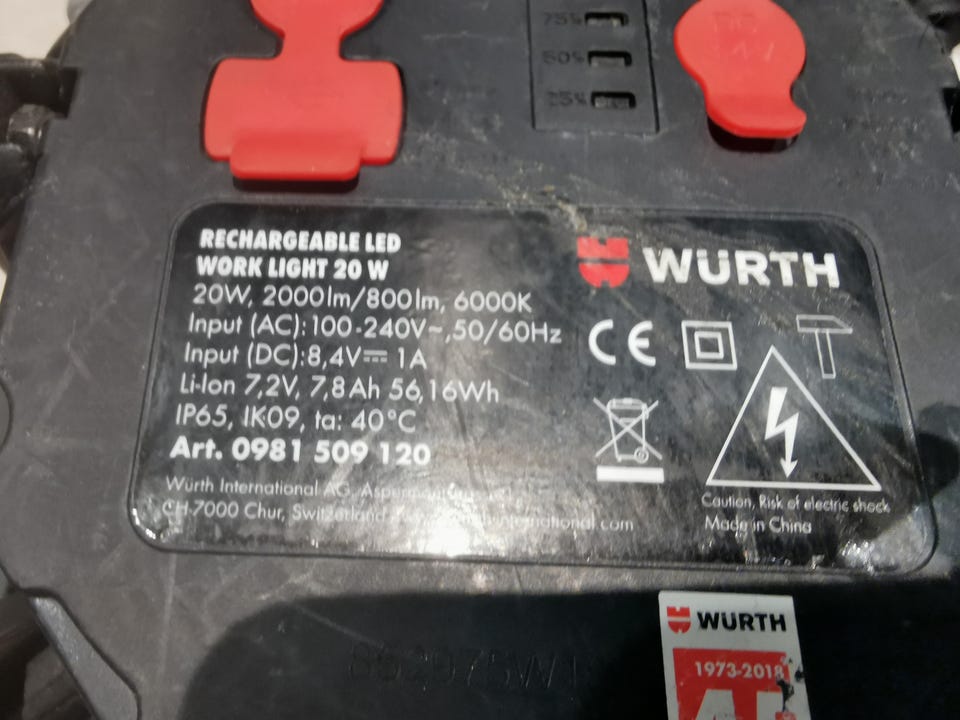 75%
50%
25%
RECHARGEABLE LED
WORK LIGHT 20 W
20W, 2000lm/800lm, 6000K
Input (AC):100-240V~,50/60Hz
Input (DC):8,4V⎓ 1A
Li-Ion 7,2V, 7,8Ah 56,16Wh
IP65, IK09, ta: 40°C
Art. 0981 509 120
Würth International AG,
CH-7000 Chur, Switzerland
WÜRTH
CE
Caution, Risk of electric shock
Made in China
WÜRTH
1973-2018